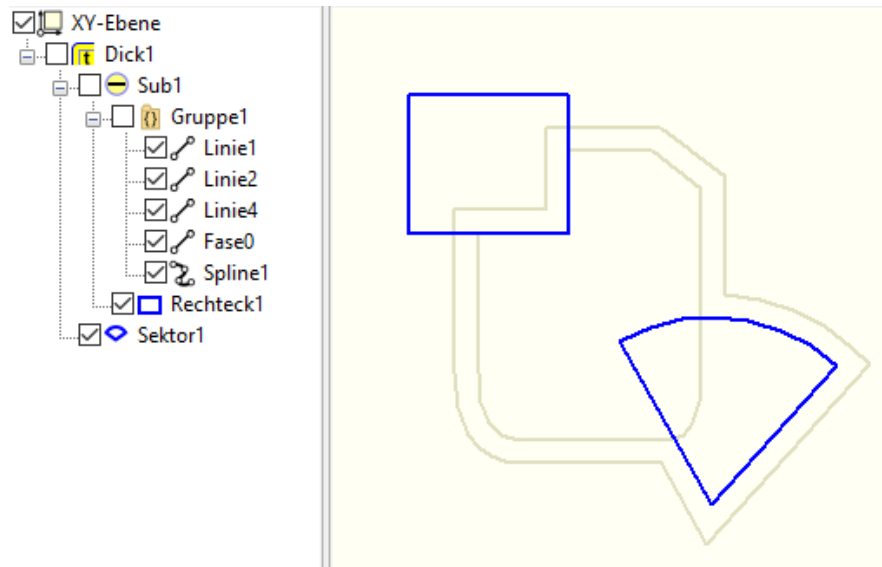 XY-Ebene
t Dick1
Sub1
{} Gruppe1
Linie1
Linie2
Linie4
Fase0
Spline1
Rechteck1
Sektor1